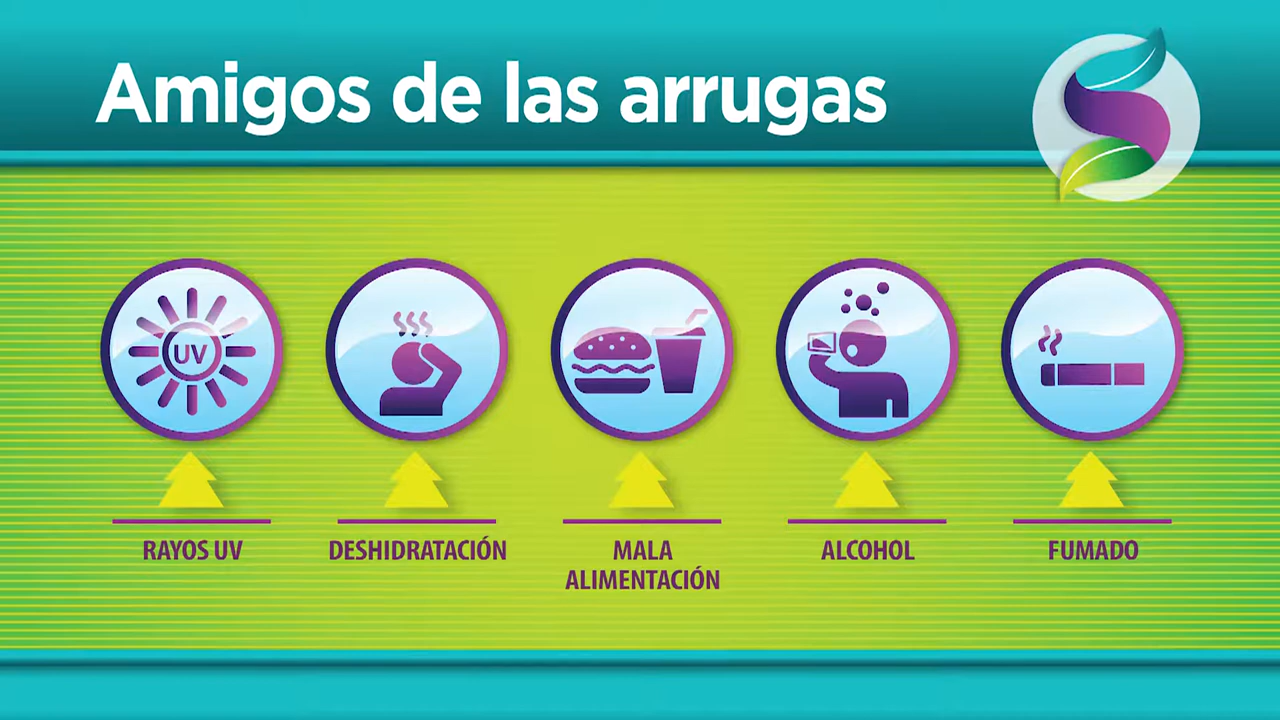 Amigos de las arrugas
UV
RAYOS UV
DESHIDRATACIÓN
MALA
ALIMENTACIÓN
ALCOHOL
FUMADO